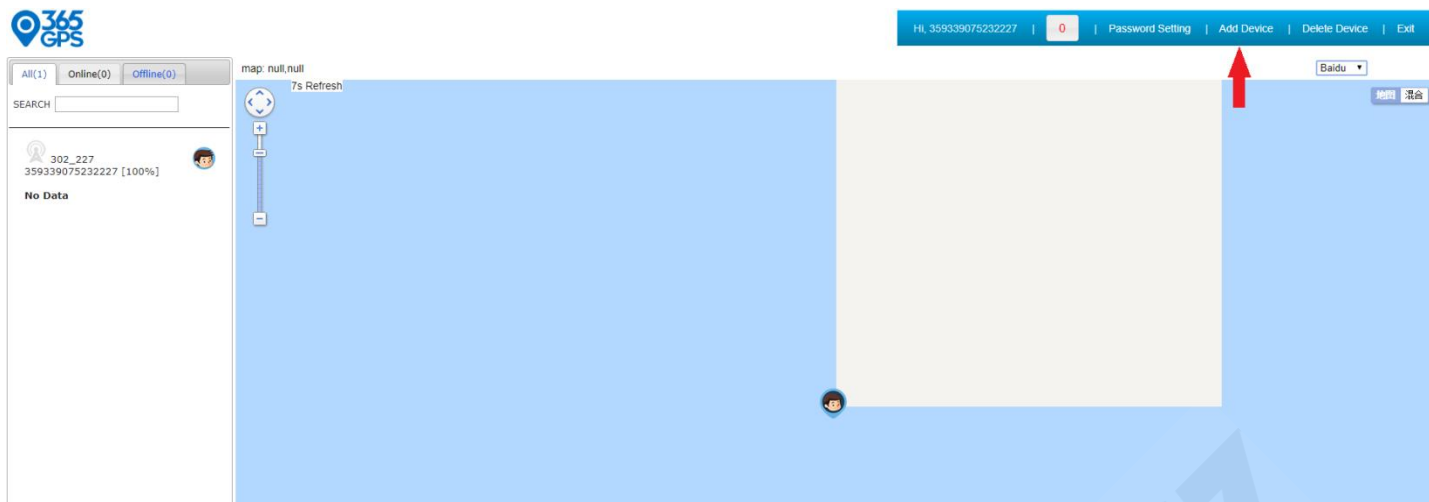 365
GPS
Hi, 359339075232227 | 0 | Password Setting | Add Device | Delete Device | Exit
All(1) Online(0) Offline(0)
map: null,null
Baidu
7s Refresh
地图 混合
SEARCH
302_227
359339075232227 [100%]
No Data